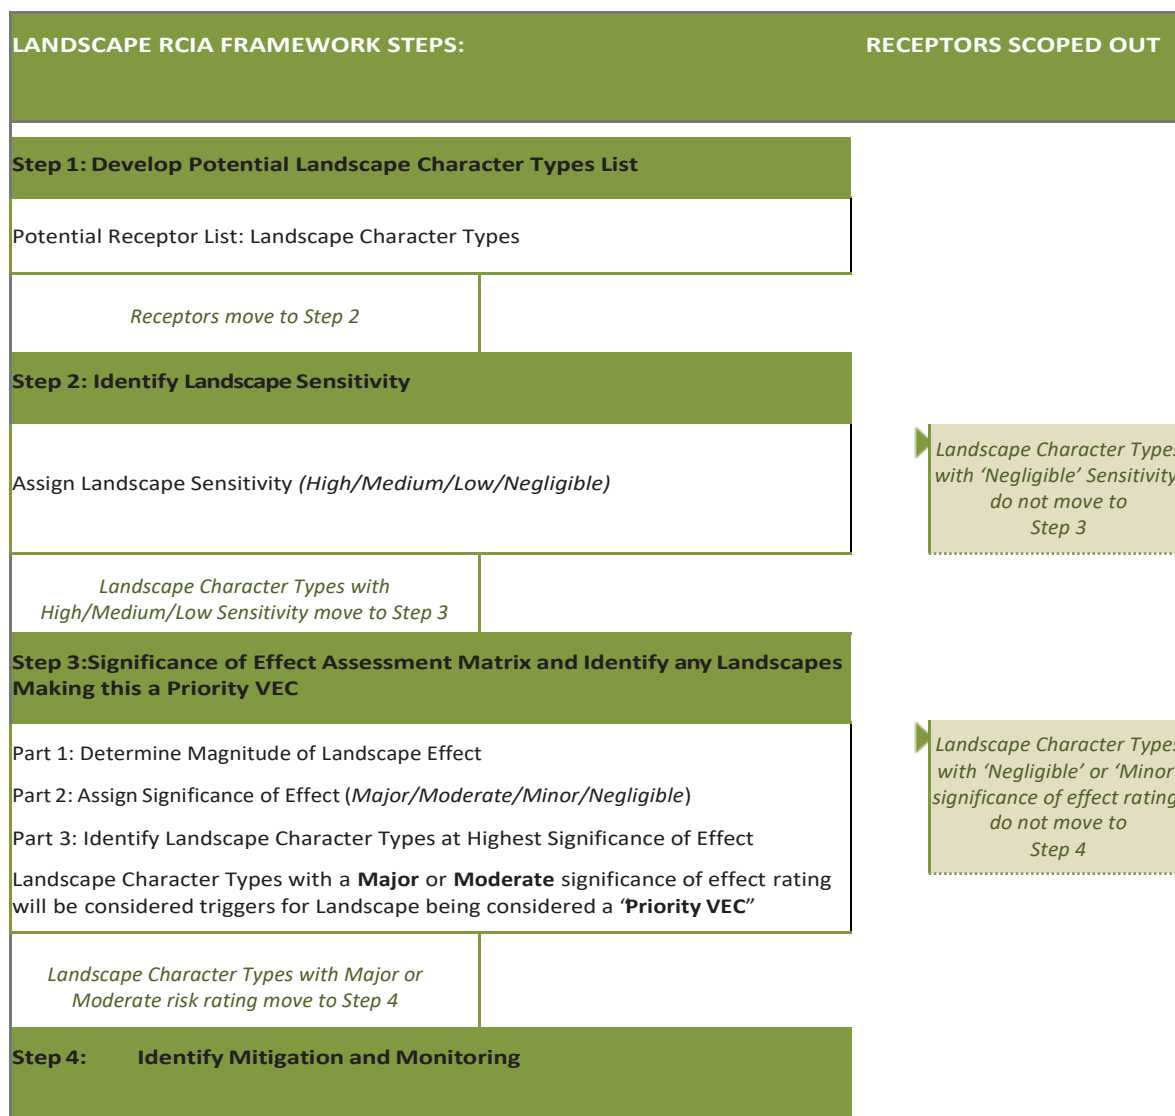 LANDSCAPE RCIA FRAMEWORK STEPS:
RECEPTORS SCOPED OUT
Step 1: Develop Potential Landscape Character Types List
Potential Receptor List: Landscape Character Types
Receptors move to Step 2
Step 2: Identify Landscape Sensitivity
Assign Landscape Sensitivity (High/Medium/Low/Negligible)
Landscape Character Types
with ‘Negligible’ Sensitivity
do not move to
Step 3
Landscape Character Types with
High/Medium/Low Sensitivity move to Step 3
Step 3:Significance of Effect Assessment Matrix and Identify any Landscapes
Making this a Priority VEC
Part 1: Determine Magnitude of Landscape Effect
Part 2: Assign Significance of Effect (Major/Moderate/Minor/Negligible)
Part 3: Identify Landscape Character Types at Highest Significance of Effect
Landscape Character Types with a Major or Moderate significance of effect rating
will be considered triggers for Landscape being considered a “Priority VEC”
Landscape Character Types
with ‘Negligible’ or ‘Minor
significance of effect rating
do not move to
Step 4
Landscape Character Types with Major or
Moderate risk rating move to Step 4
Step 4: Identify Mitigation and Monitoring